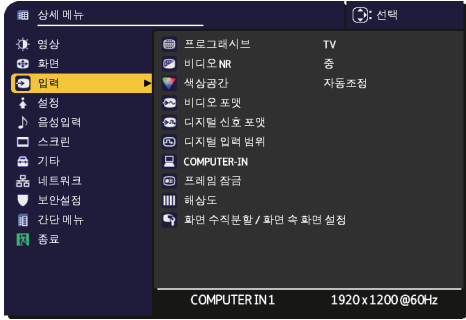 상세 메뉴
: 선택
영상
화면
입력
설정
음성입력
스크린
기타
네트워크
보안설정
간단 메뉴
종료
프로그래시브 TV
비디오 NR 중
색상공간 자동조정
비디오 포맷
디지털 신호 포맷
디지털 입력 범위
COMPUTER-IN
프레임 잠금
해상도
화면 수직분할 / 화면 속 화면 설정
COMPUTER IN 1 1920 x 1200 @60Hz